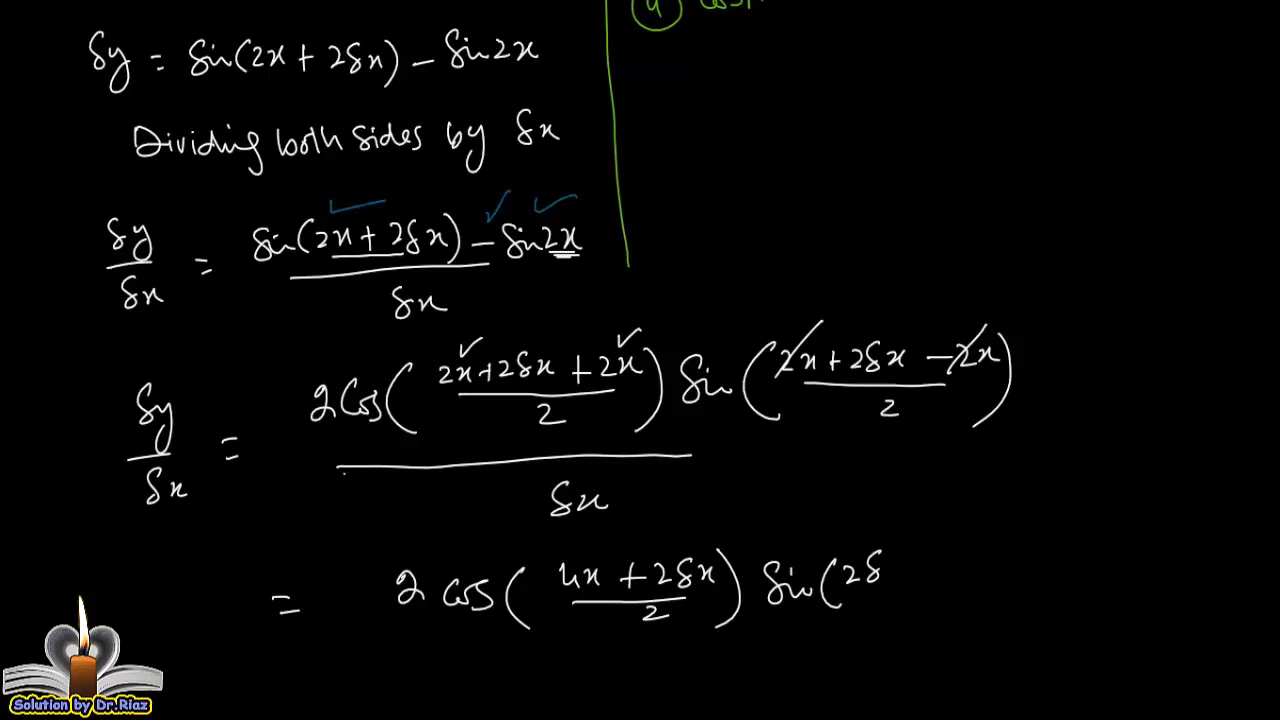 ④
δy = Sin(2x + 2δx) - Sin2x
Dividing both sides by δx
δy/δx = Sin(2x + 2δx) - Sin2x / δx
δy/δx = 2Cos(2x+2δx + 2x / 2) Sin(2x + 2δx - 2x / 2) / δx
= 2 Cos(4x + 2δx / 2) Sin(2δ
Solution by Dr.Riaz